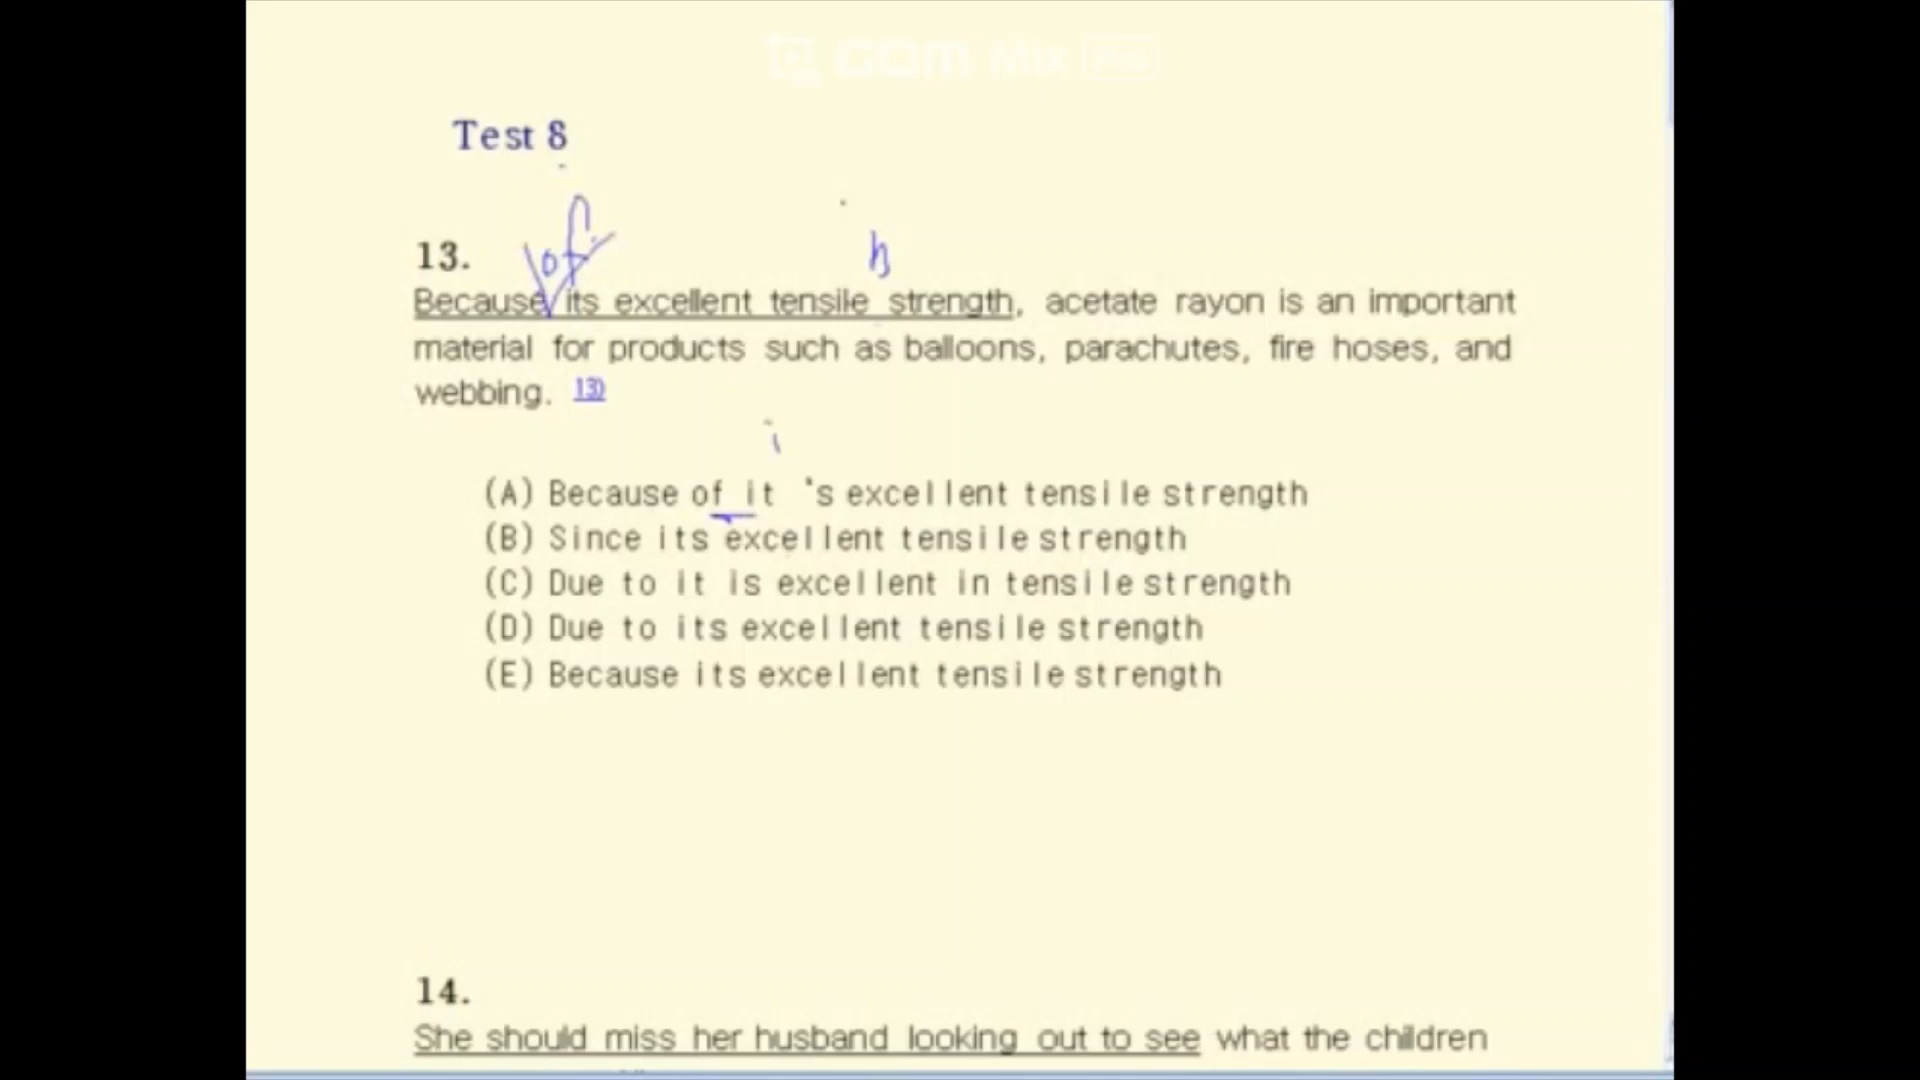 GOM Mix
Test 8
of
h
13.
Because its excellent tensile strength, acetate rayon is an important
material for products such as balloons, parachutes, fire hoses, and
webbing. 13)
(A) Because of it 's excellent tensile strength
(B) Since its excellent tensile strength
(C) Due to it is excellent in tensile strength
(D) Due to its excellent tensile strength
(E) Because its excellent tensile strength
14.
She should miss her husband looking out to see what the children